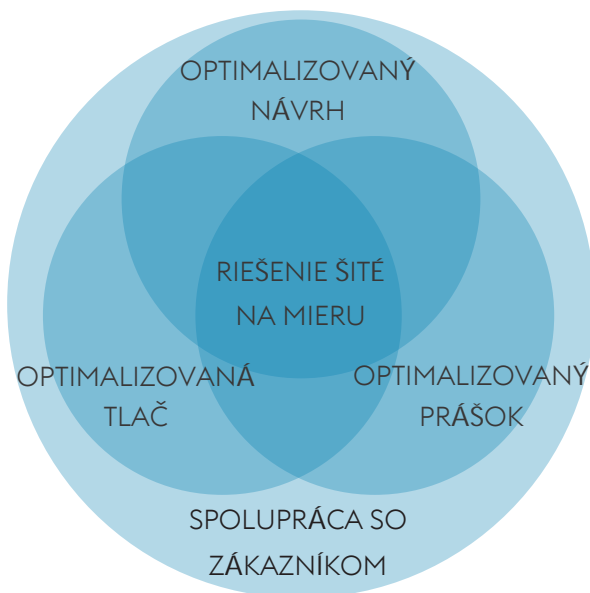 OPTIMALIZOVANÝ
NÁVRH
RIEŠENIE ŠITÉ
NA MIERU
OPTIMALIZOVANÁ
TLAČ
OPTIMALIZOVANÝ
PRÁŠOK
SPOLUPRÁCA SO
ZÁKAZNÍKOM